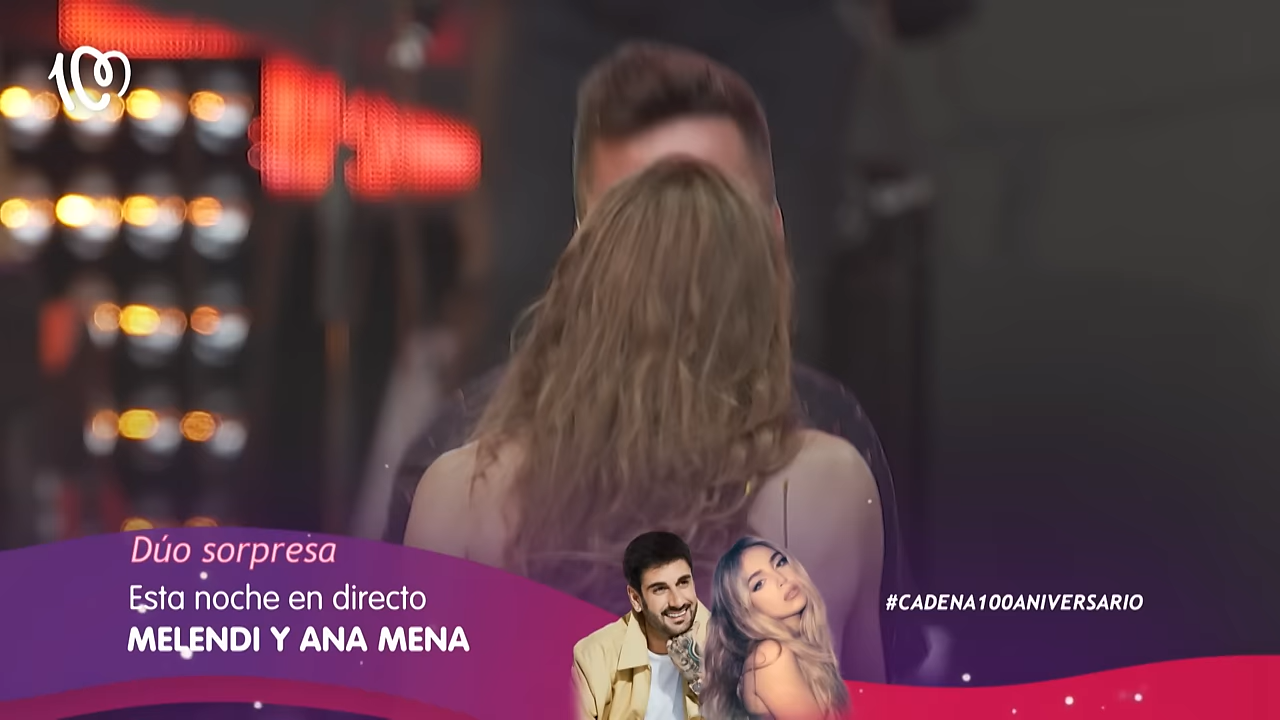 100
Dúo sorpresa
Esta noche en directo
MELENDI Y ANA MENA
#CADENA100ANIVERSARIO